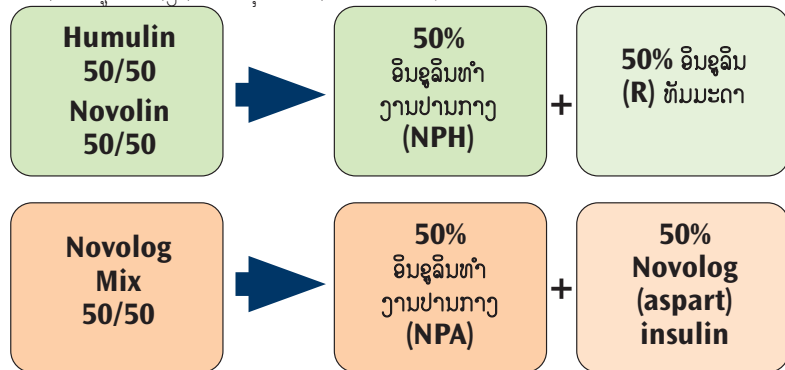 Humulin
50/50
Novolin
50/50
50%
ອິນຊູລິນທຳ
ງານປານກາງ
(NPH)
+
50% ອິນຊູລິນ
(R) ທັມມະດາ
Novolog
Mix
50/50
50%
ອິນຊູລິນທຳ
ງານປານກາງ
(NPA)
+
50%
Novolog
(aspart)
insulin